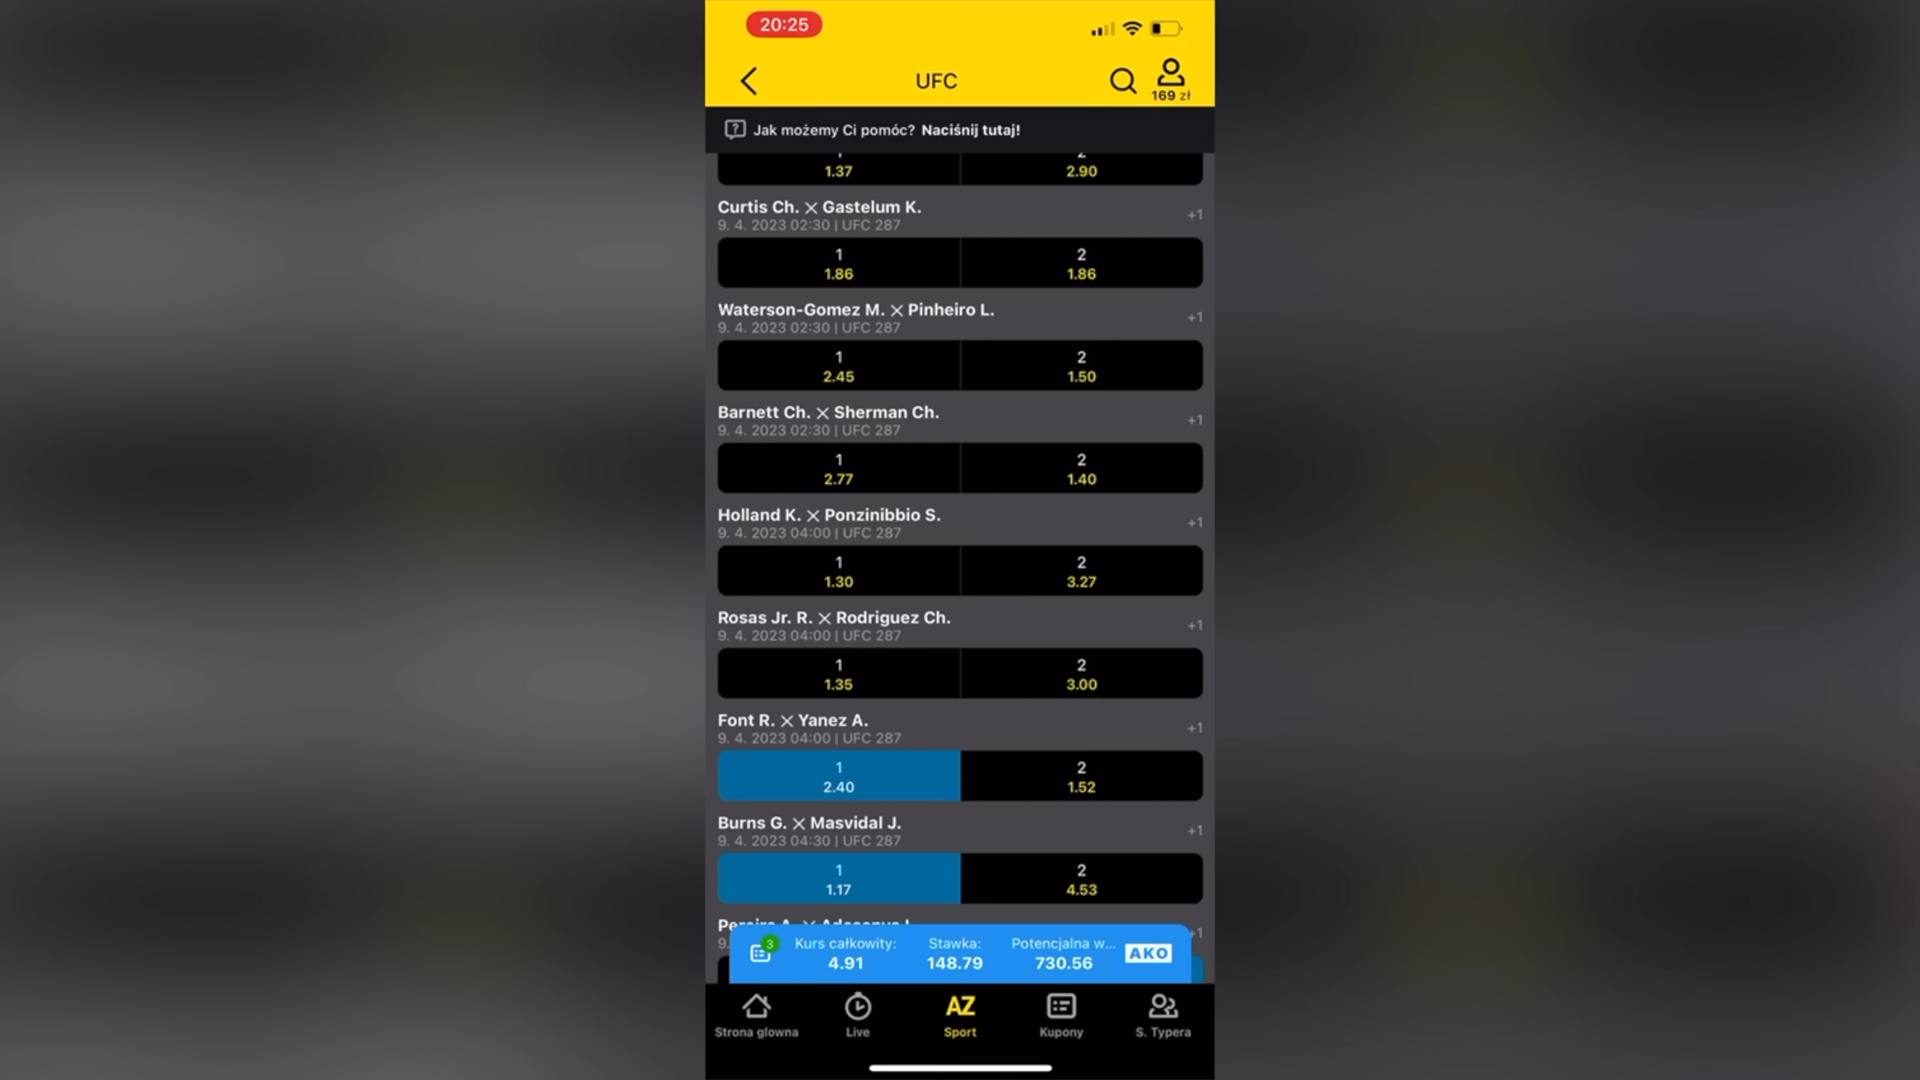 20:25
UFC
169 zł
Jak możemy Ci pomóc? Naciśnij tutaj!
1.37 2.90
Curtis Ch. X Gastelum K.
9. 4. 2023 02:30 | UFC 287
+1
1 2
1.86 1.86
Waterson-Gomez M. X Pinheiro L.
9. 4. 2023 02:30 | UFC 287
+1
1 2
2.45 1.50
Barnett Ch. X Sherman Ch.
9. 4. 2023 02:30 | UFC 287
+1
1 2
2.77 1.40
Holland K. X Ponzinibbio S.
9. 4. 2023 04:00 | UFC 287
+1
1 2
1.30 3.27
Rosas Jr. R. X Rodriguez Ch.
9. 4. 2023 04:00 | UFC 287
+1
1 2
1.35 3.00
Font R. X Yanez A.
9. 4. 2023 04:00 | UFC 287
+1
1 2
2.40 1.52
Burns G. X Masvidal J.
9. 4. 2023 04:30 | UFC 287
+1
1 2
1.17 4.53
3 Kurs całkowity: Stawka: Potencjalna w... AKO
4.91 148.79 730.56
AZ
Strona glowna Live Sport Kupony S. Typera